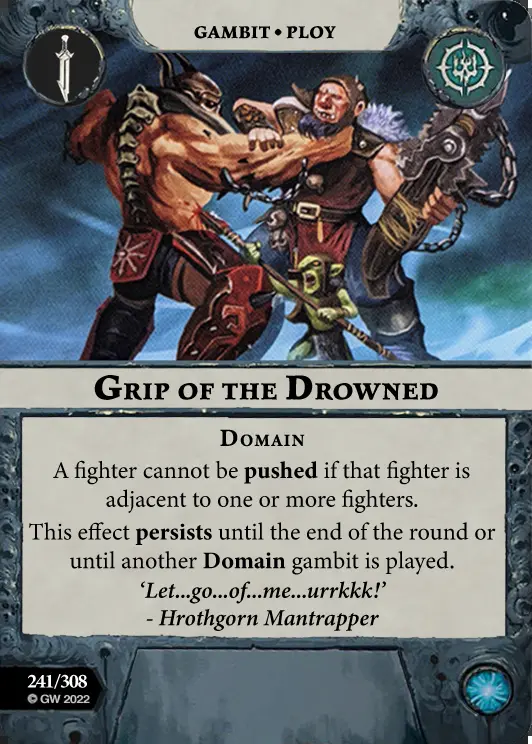 GAMBIT • PLOY
GRIP OF THE DROWNED
DOMAIN
A fighter cannot be pushed if that fighter is
adjacent to one or more fighters.
This effect persists until the end of the round or
until another Domain gambit is played.
‘Let...go...of...me...urrkkk!’
- Hrothgorn Mantrapper
241/308
© GW 2022